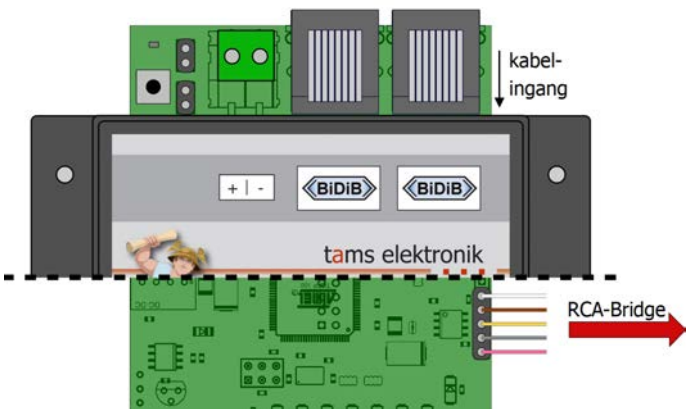 kabel-
ingang
+ | -
BiDiB
BiDiB
tams elektronik
RCA-Bridge